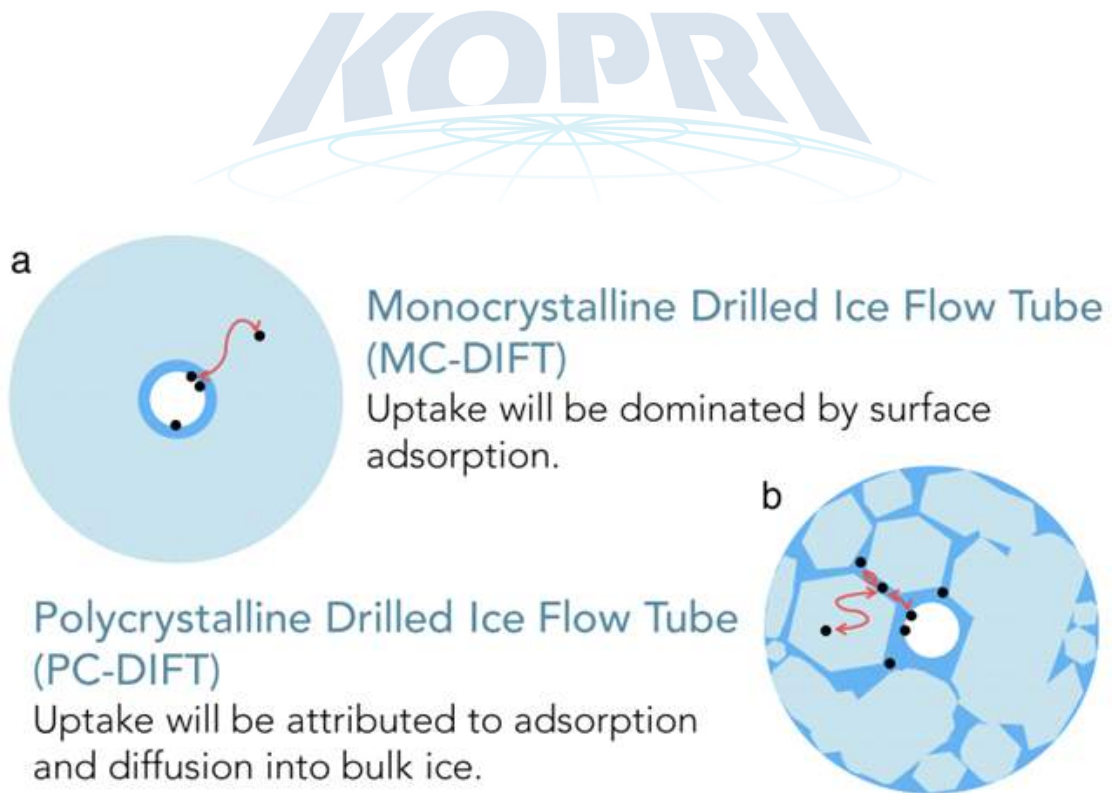 KOPRI
a
Monocrystalline Drilled Ice Flow Tube
(MC-DIFT)
Uptake will be dominated by surface
adsorption.
b
Polycrystalline Drilled Ice Flow Tube
(PC-DIFT)
Uptake will be attributed to adsorption
and diffusion into bulk ice.